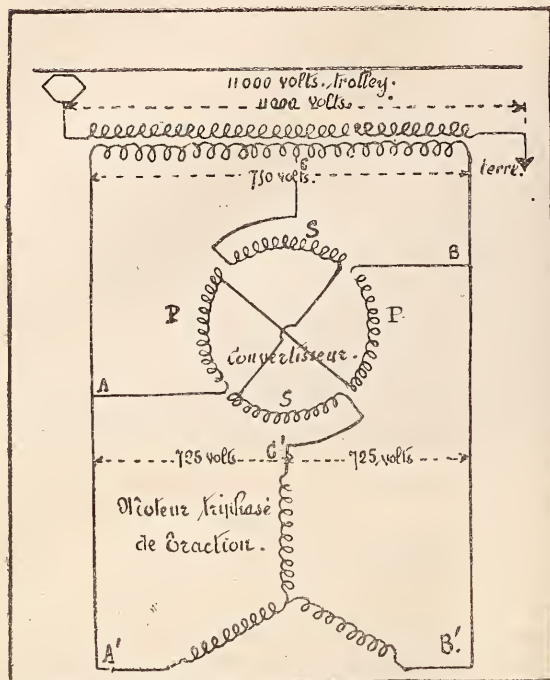 11000 volts. trolley.
11000 volts.
C
750 volts.
terre.
S
B
P
P
Convertisseur.
A
S
725 volts
C'
725 volts
Moteur triphasé
de traction.
A'
B'.